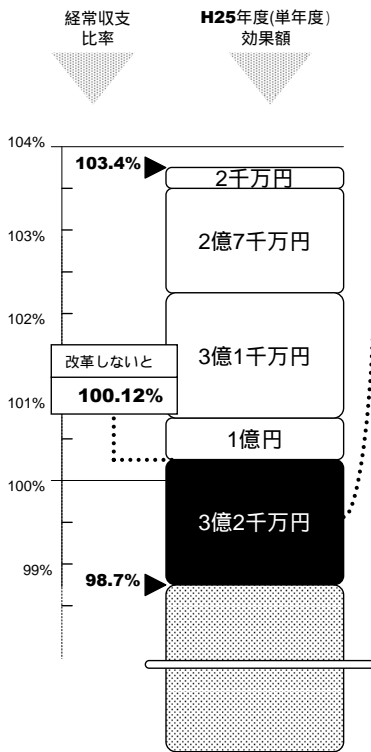 経常収支
比率
H25年度(単年度)
効果額
104%
103.4%
2千万円
103%
2億7千万円
102%
改革しないと
100.12%
3億1千万円
101%
1億円
100%
3億2千万円
99%
98.7%